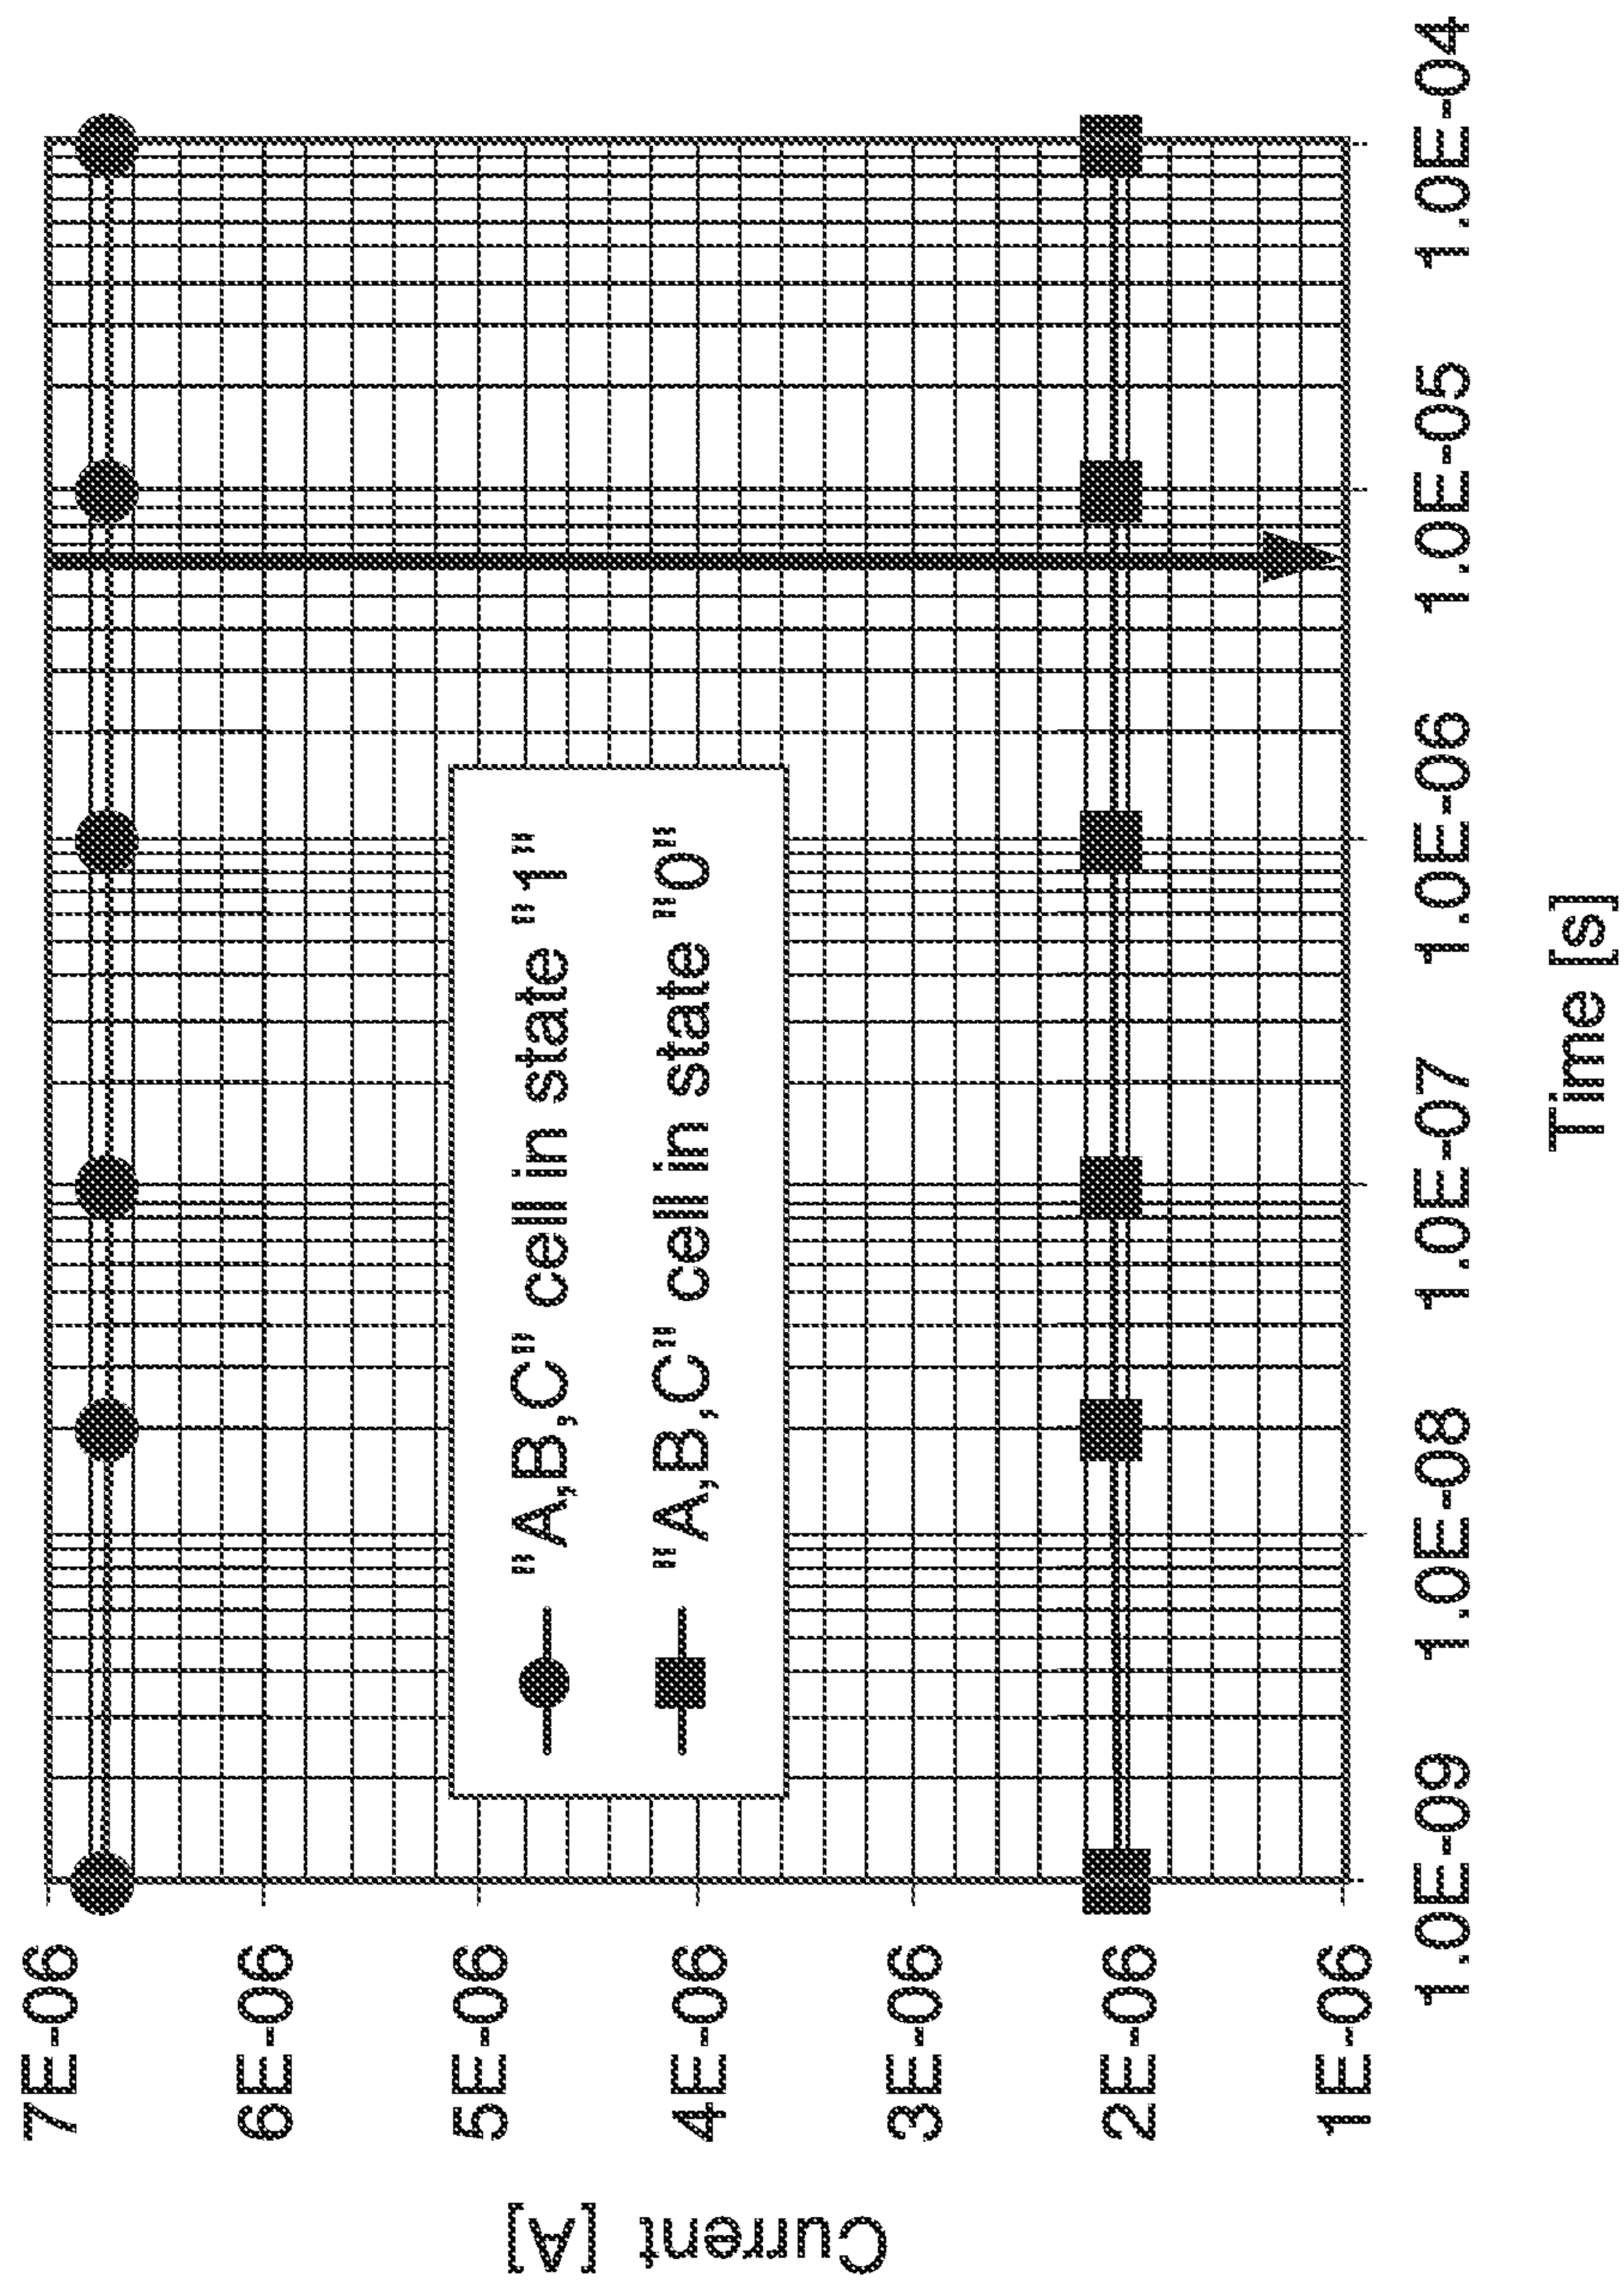 Current [A]
7E-06
6E-06
5E-06
4E-06
3E-06
2E-06
1E-06
"A,B,C" cell in state "1"
"A,B,C" cell in state "0"
1.0E-09 1.0E-08 1.0E-07 1.0E-06 1.0E-05 1.0E-04
Time [s]